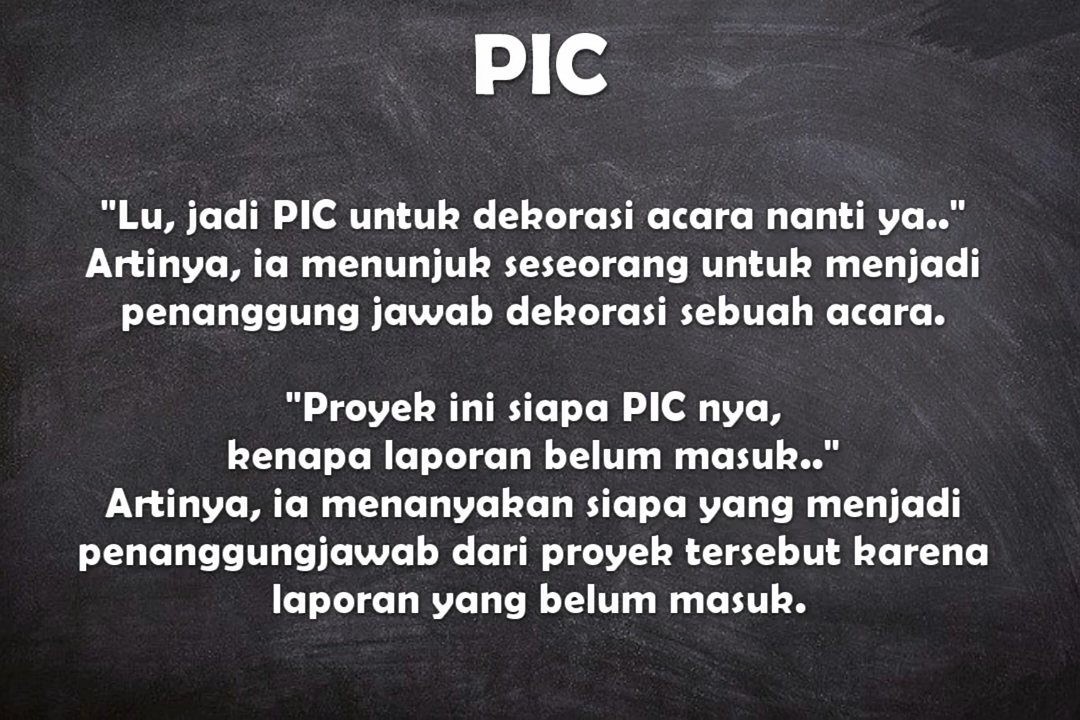 PIC
"Lu, jadi PIC untuk dekorasi acara nanti ya.."
Artinya, ia menunjuk seseorang untuk menjadi
penanggung jawab dekorasi sebuah acara.
"Proyek ini siapa PIC nya,
kenapa laporan belum masuk.."
Artinya, ia menanyakan siapa yang menjadi
penanggungjawab dari proyek tersebut karena
laporan yang belum masuk.